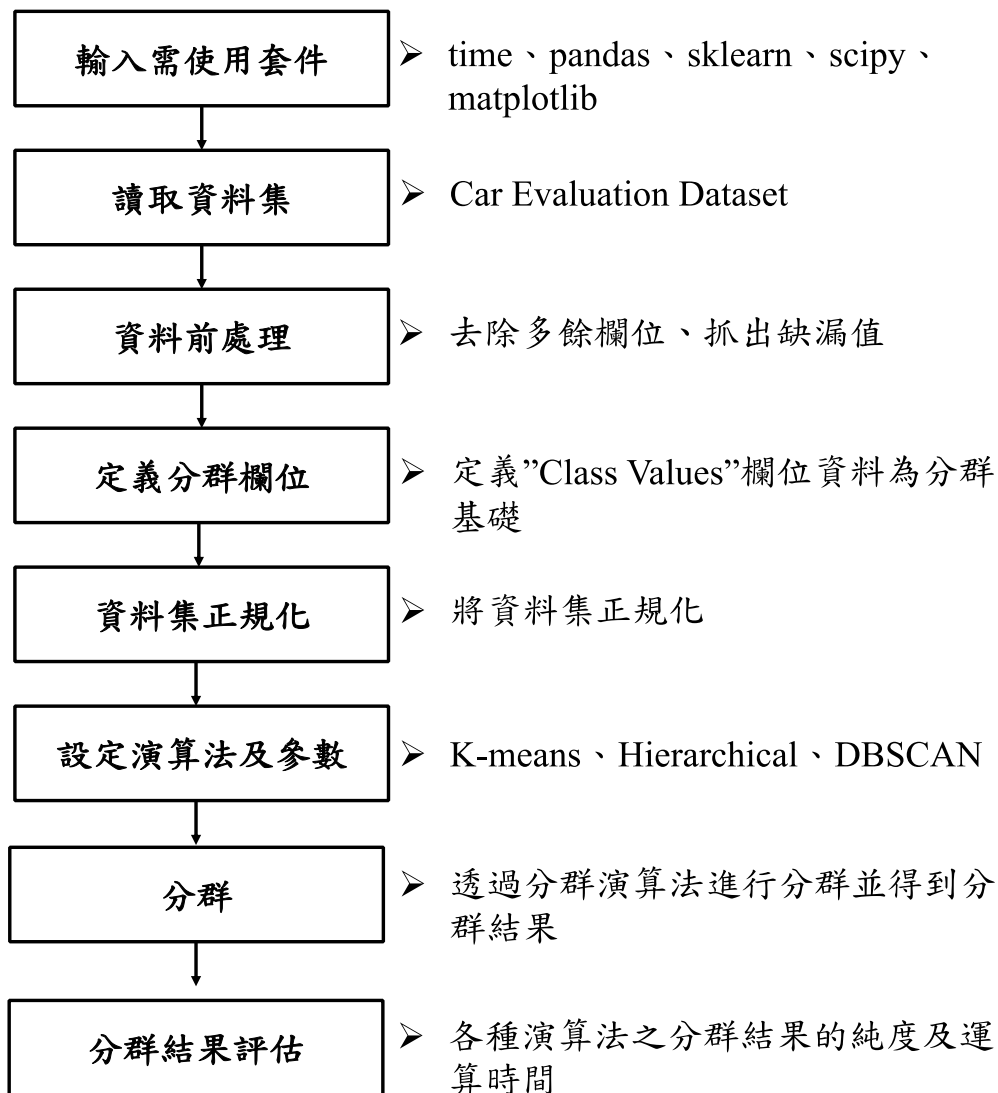 輸入需使用套件
➢ time、pandas、sklearn、scipy、
matplotlib
讀取資料集
➢ Car Evaluation Dataset
資料前處理
➢ 去除多餘欄位、抓出缺漏值
定義分群欄位
➢ 定義”Class Values”欄位資料為分群
基礎
資料集正規化
➢ 將資料集正規化
設定演算法及參數
➢ K-means、Hierarchical、DBSCAN
分群
➢ 透過分群演算法進行分群並得到分
群結果
分群結果評估
➢ 各種演算法之分群結果的純度及運
算時間